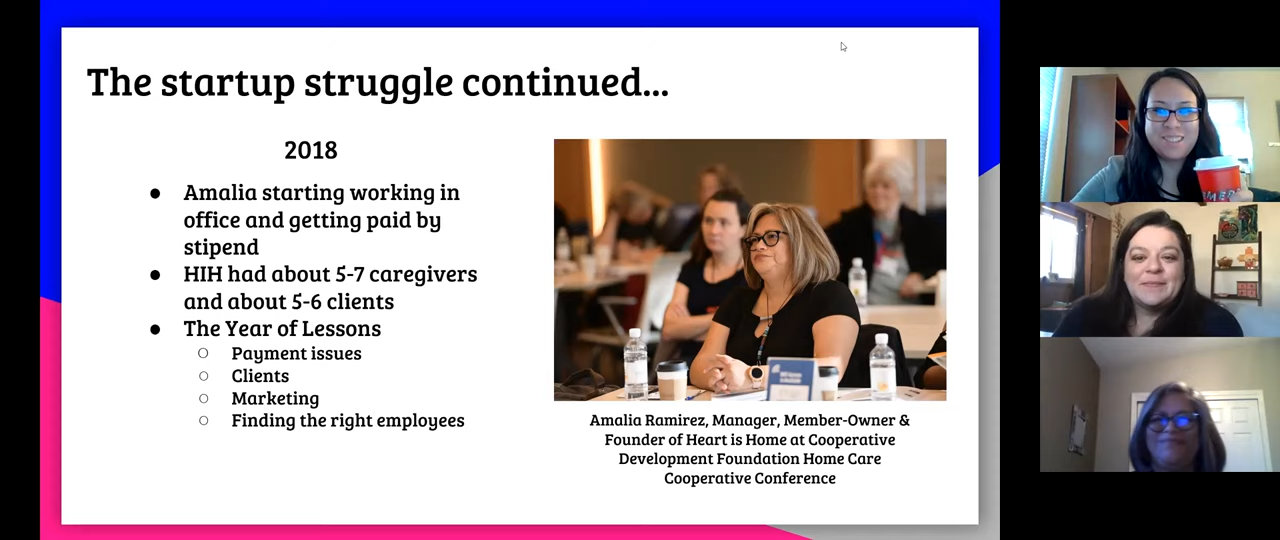 The startup struggle continued...
2018
● Amalia starting working in
office and getting paid by
stipend
● HIH had about 5-7 caregivers
and about 5-6 clients
● The Year of Lessons
○ Payment issues
○ Clients
○ Marketing
○ Finding the right employees
Amalia Ramirez, Manager, Member-Owner &
Founder of Heart is Home at Cooperative
Development Foundation Home Care
Cooperative Conference